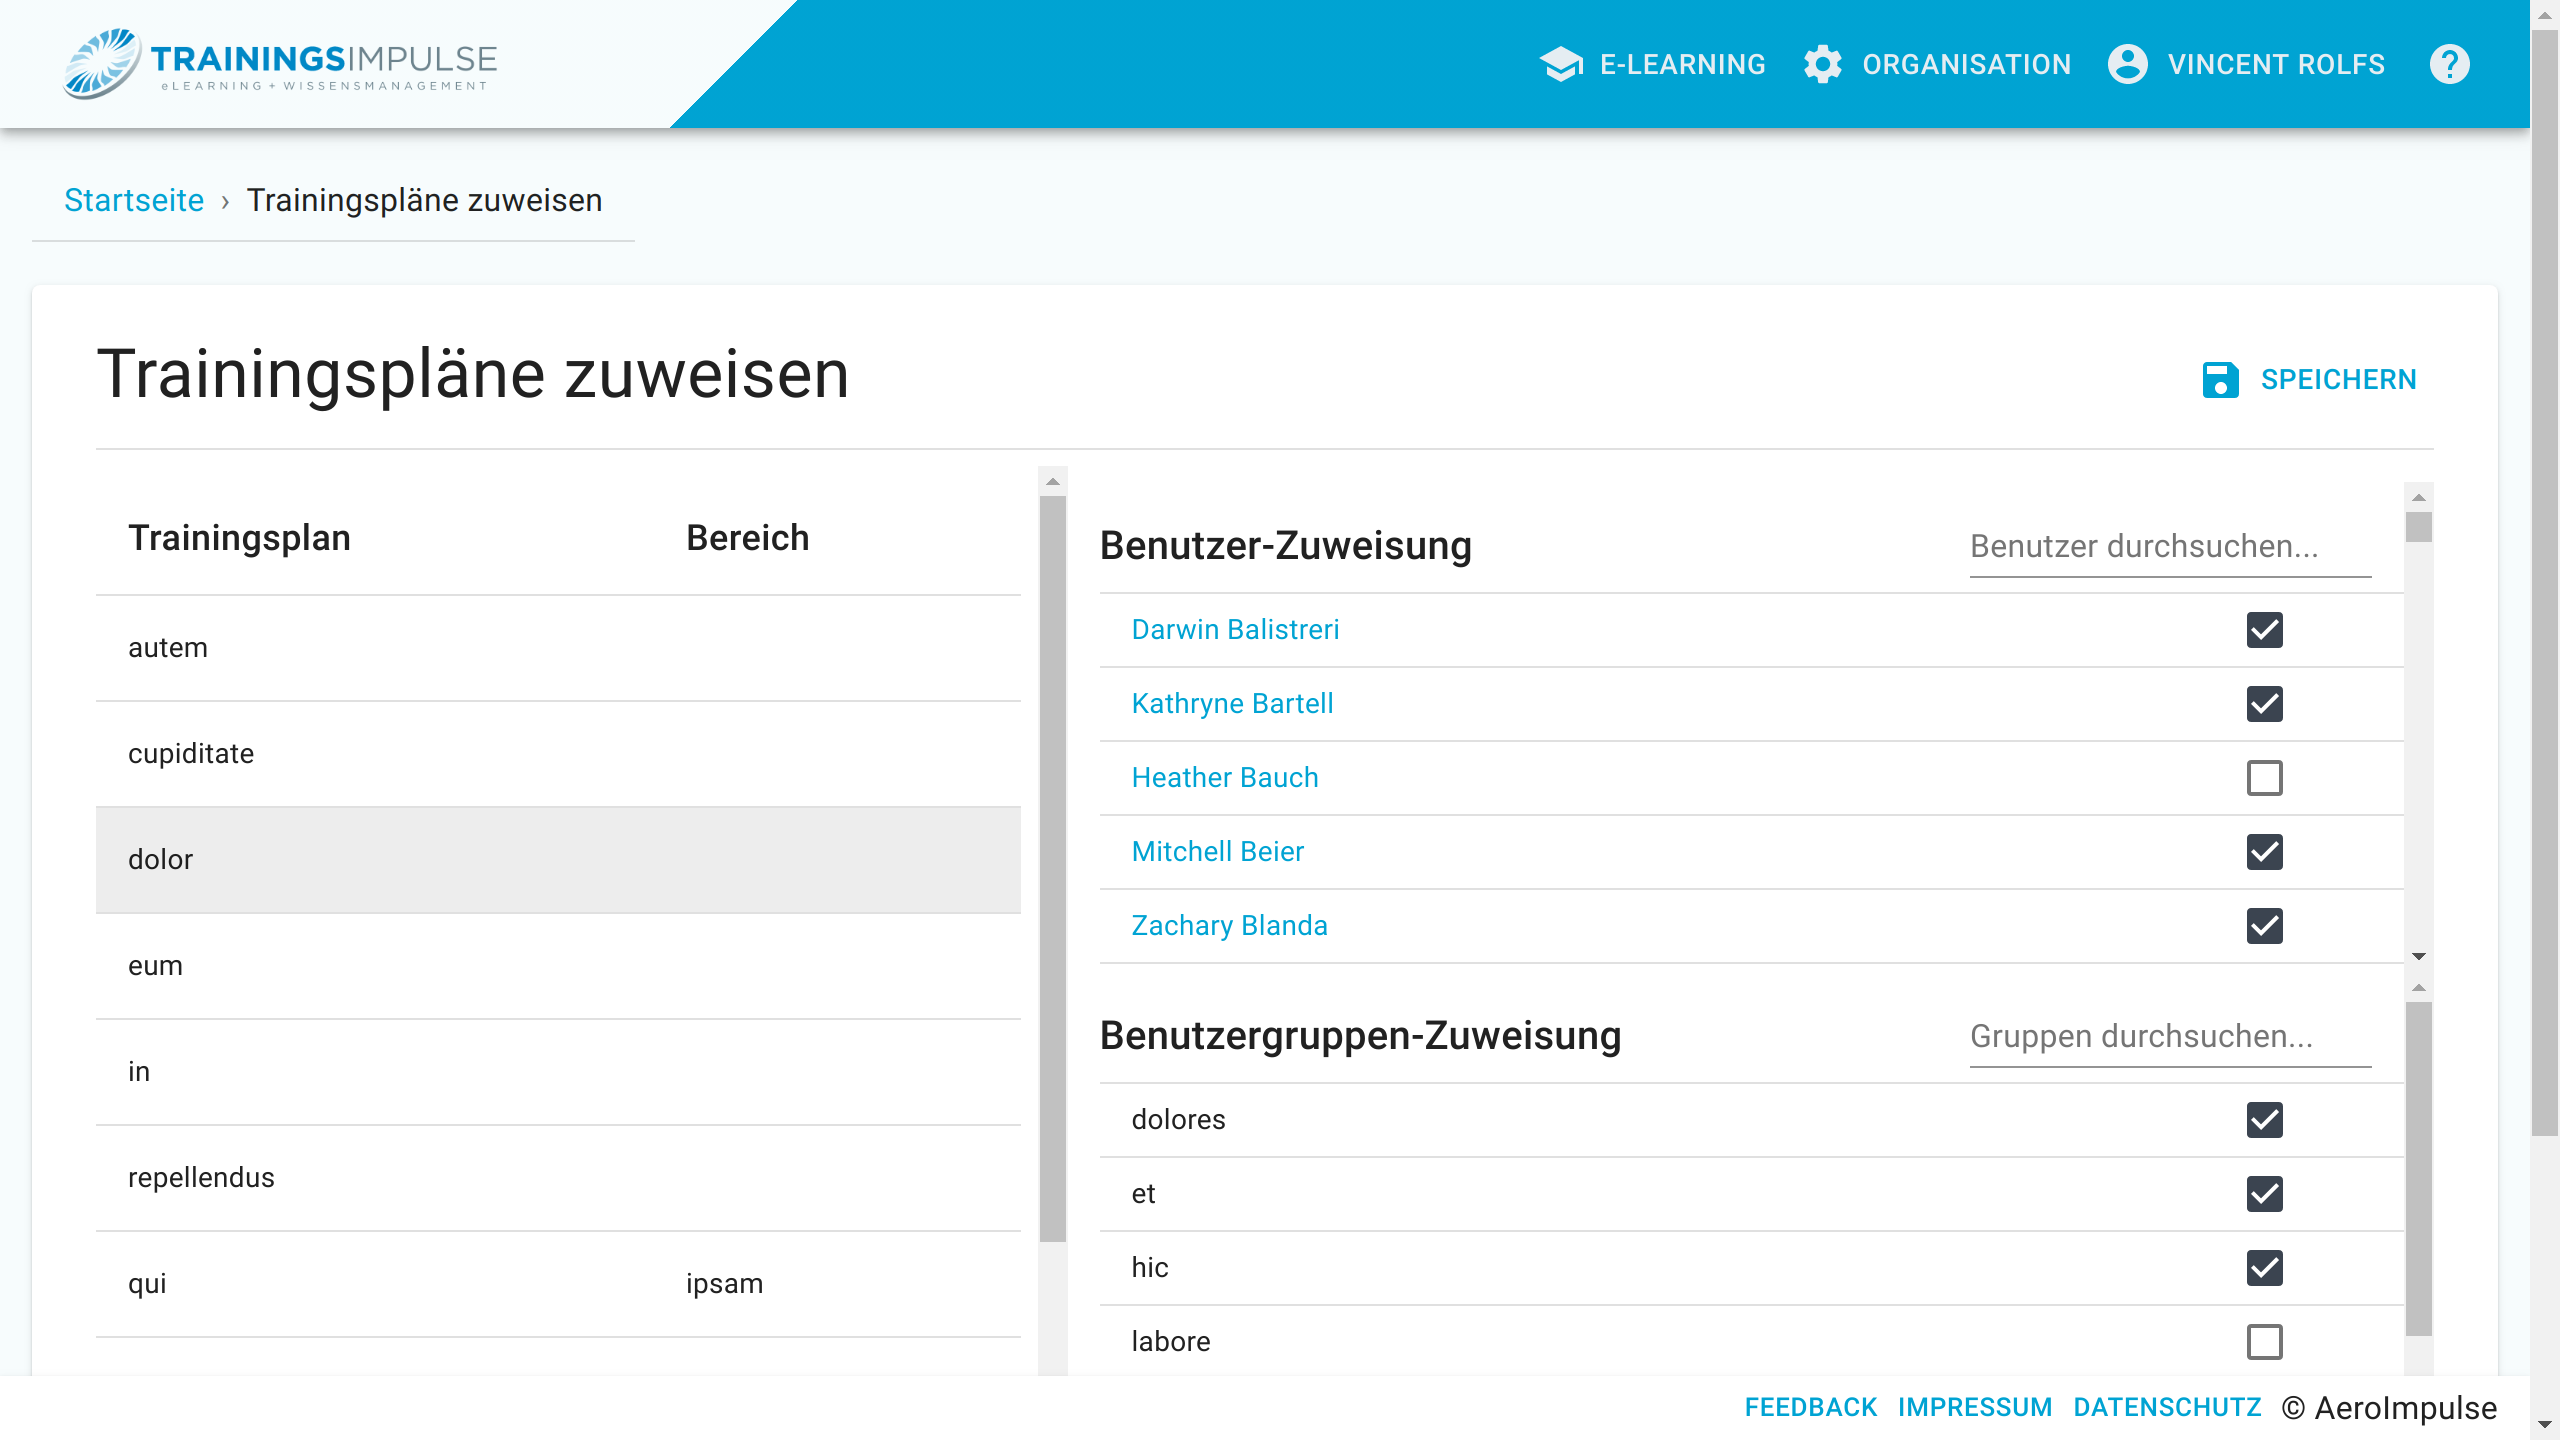 TRAININGSIMPULSE
eLEARNING + WISSENSMANAGEMENT
E-LEARNING
ORGANISATION
VINCENT ROLFS
?
Startseite › Trainingspläne zuweisen
Trainingspläne zuweisen
SPEICHERN
Trainingsplan Bereich
autem
cupiditate
dolor
eum
in
repellendus
qui ipsam
Benutzer-Zuweisung
Benutzer durchsuchen...
Darwin Balistreri
Kathryne Bartell
Heather Bauch
Mitchell Beier
Zachary Blanda
Benutzergruppen-Zuweisung
Gruppen durchsuchen...
dolores
et
hic
labore
FEEDBACK IMPRESSUM DATENSCHUTZ © AeroImpulse